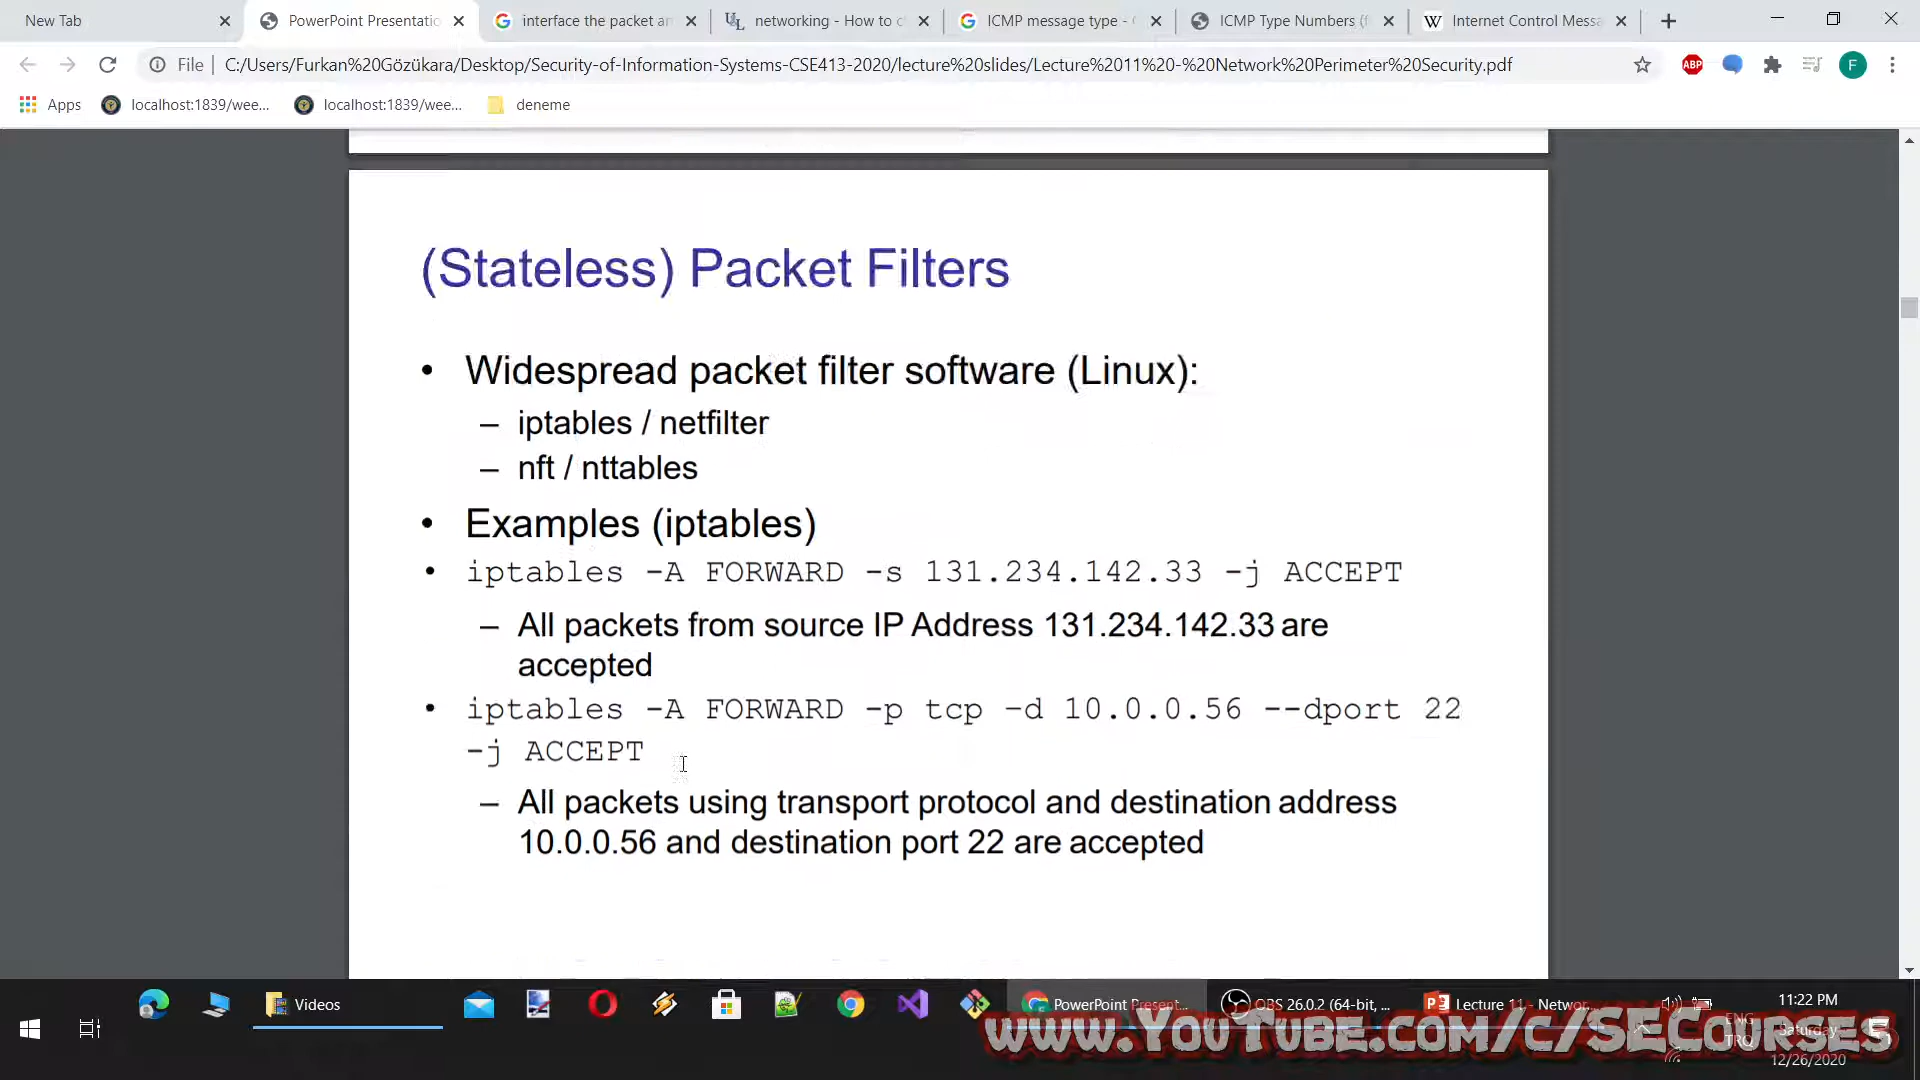 New Tab
PowerPoint Presentatio
interface the packet an
networking - How to c
ICMP message type -
ICMP Type Numbers (
Internet Control Messa
File
C:/Users/Furkan%20Gözükara/Desktop/Security-of-Information-Systems-CSE413-2020/lecture%20slides/Lecture%2011%20-%20Network%20Perimeter%20Security.pdf
ABP
F
Apps
localhost:1839/wee...
localhost:1839/wee...
deneme
(Stateless) Packet Filters
• Widespread packet filter software (Linux):
– iptables / netfilter
– nft / nttables
• Examples (iptables)
• iptables -A FORWARD -s 131.234.142.33 -j ACCEPT
– All packets from source IP Address 131.234.142.33 are
accepted
• iptables -A FORWARD -p tcp –d 10.0.0.56 --dport 22
-j ACCEPT
– All packets using transport protocol and destination address
10.0.0.56 and destination port 22 are accepted
Videos
PowerPoint Present...
OBS 26.0.2 (64-bit, ...
Lecture 11 - Networ...
11:22 PM
ENG
Saturday
TRQ
12/26/2020
www.YouTube.com/c/SECourses